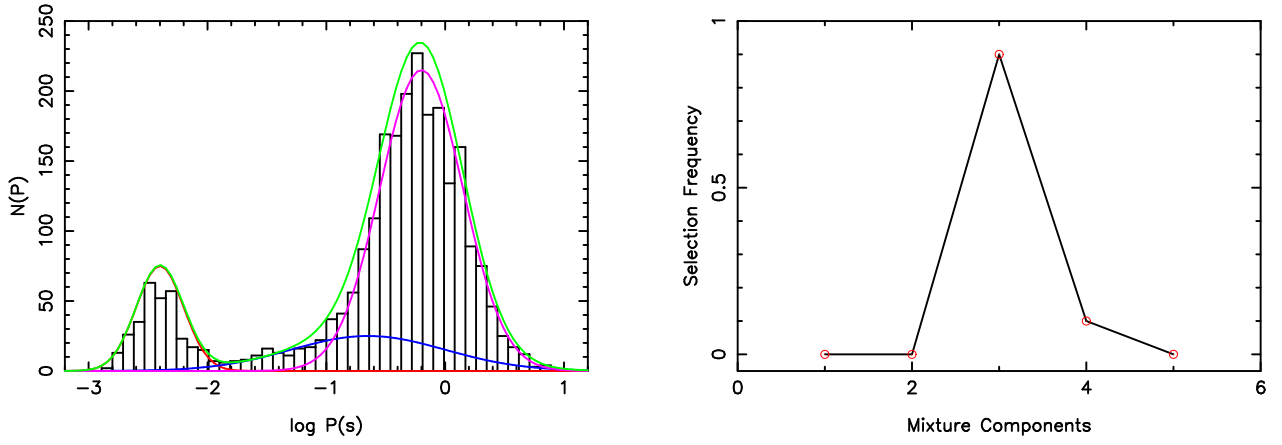 250
200
150
100
50
0
N(P)
−3 −2 −1 0 1
log P(s)
1
0.5
0
Selection Frequency
0 2 4 6
Mixture Components